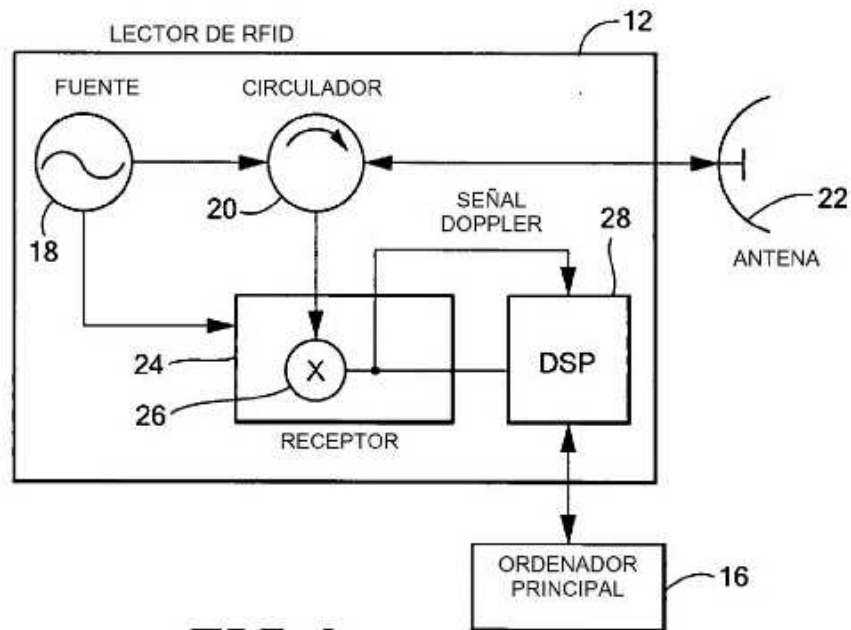 LECTOR DE RFID
12
FUENTE
CIRCULADOR
18
20
22
ANTENA
SEÑAL
DOPPLER
28
24
X
26
DSP
RECEPTOR
ORDENADOR
PRINCIPAL
16